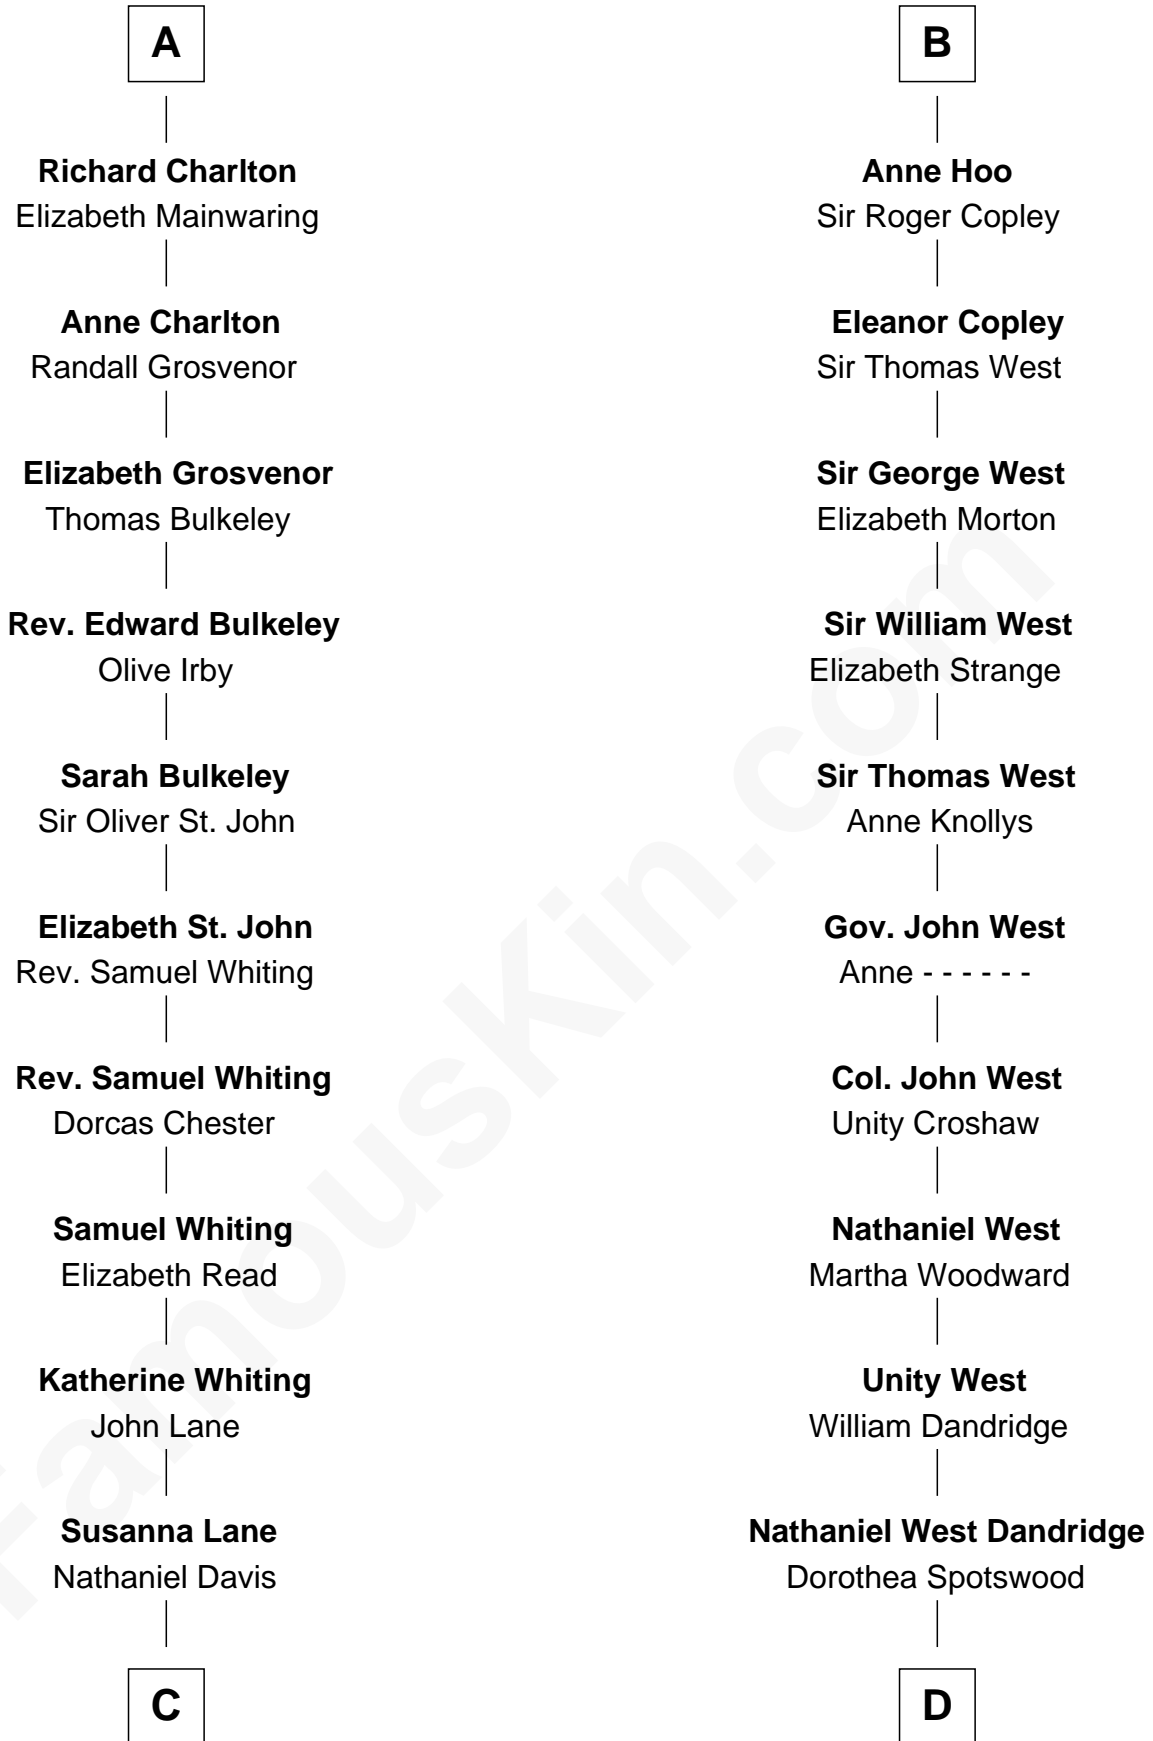 A
Richard Charlton
Elizabeth Mainwaring
Anne Charlton
Randall Grosvenor
Elizabeth Grosvenor
Thomas Bulkeley
Rev. Edward Bulkeley
Olive Irby
Sarah Bulkeley
Sir Oliver St. John
Elizabeth St. John
Rev. Samuel Whiting
Rev. Samuel Whiting
Dorcas Chester
Samuel Whiting
Elizabeth Read
Katherine Whiting
John Lane
Susanna Lane
Nathaniel Davis
C
B
Anne Hoo
Sir Roger Copley
Eleanor Copley
Sir Thomas West
Sir George West
Elizabeth Morton
Sir William West
Elizabeth Strange
Sir Thomas West
Anne Knollys
Gov. John West
Anne - - - - - -
Col. John West
Unity Croshaw
Nathaniel West
Martha Woodward
Unity West
William Dandridge
Nathaniel West Dandridge
Dorothea Spotswood
D
FamousKin.com